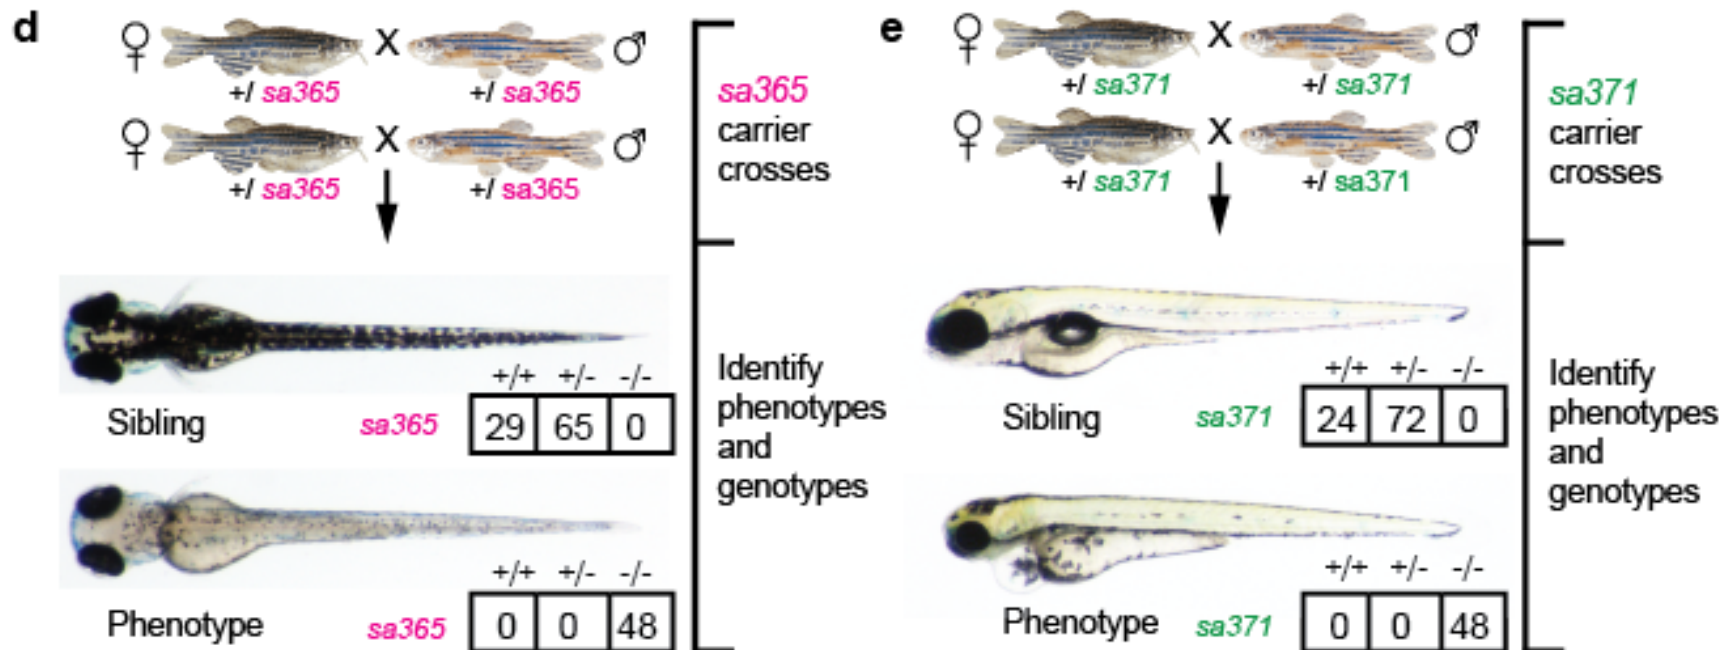 d
♀ X ♂
+/ sa365 +/ sa365
♀ X ♂
+/ sa365 +/ sa365
sa365
carrier
crosses
+/+ +/- -/-
Sibling sa365 29 65 0
+/+ +/- -/-
Phenotype sa365 0 0 48
Identify
phenotypes
and
genotypes
e
♀ X ♂
+/ sa371 +/ sa371
♀ X ♂
+/ sa371 +/ sa371
sa371
carrier
crosses
+/+ +/- -/-
Sibling sa371 24 72 0
+/+ +/- -/-
Phenotype sa371 0 0 48
Identify
phenotypes
and
genotypes